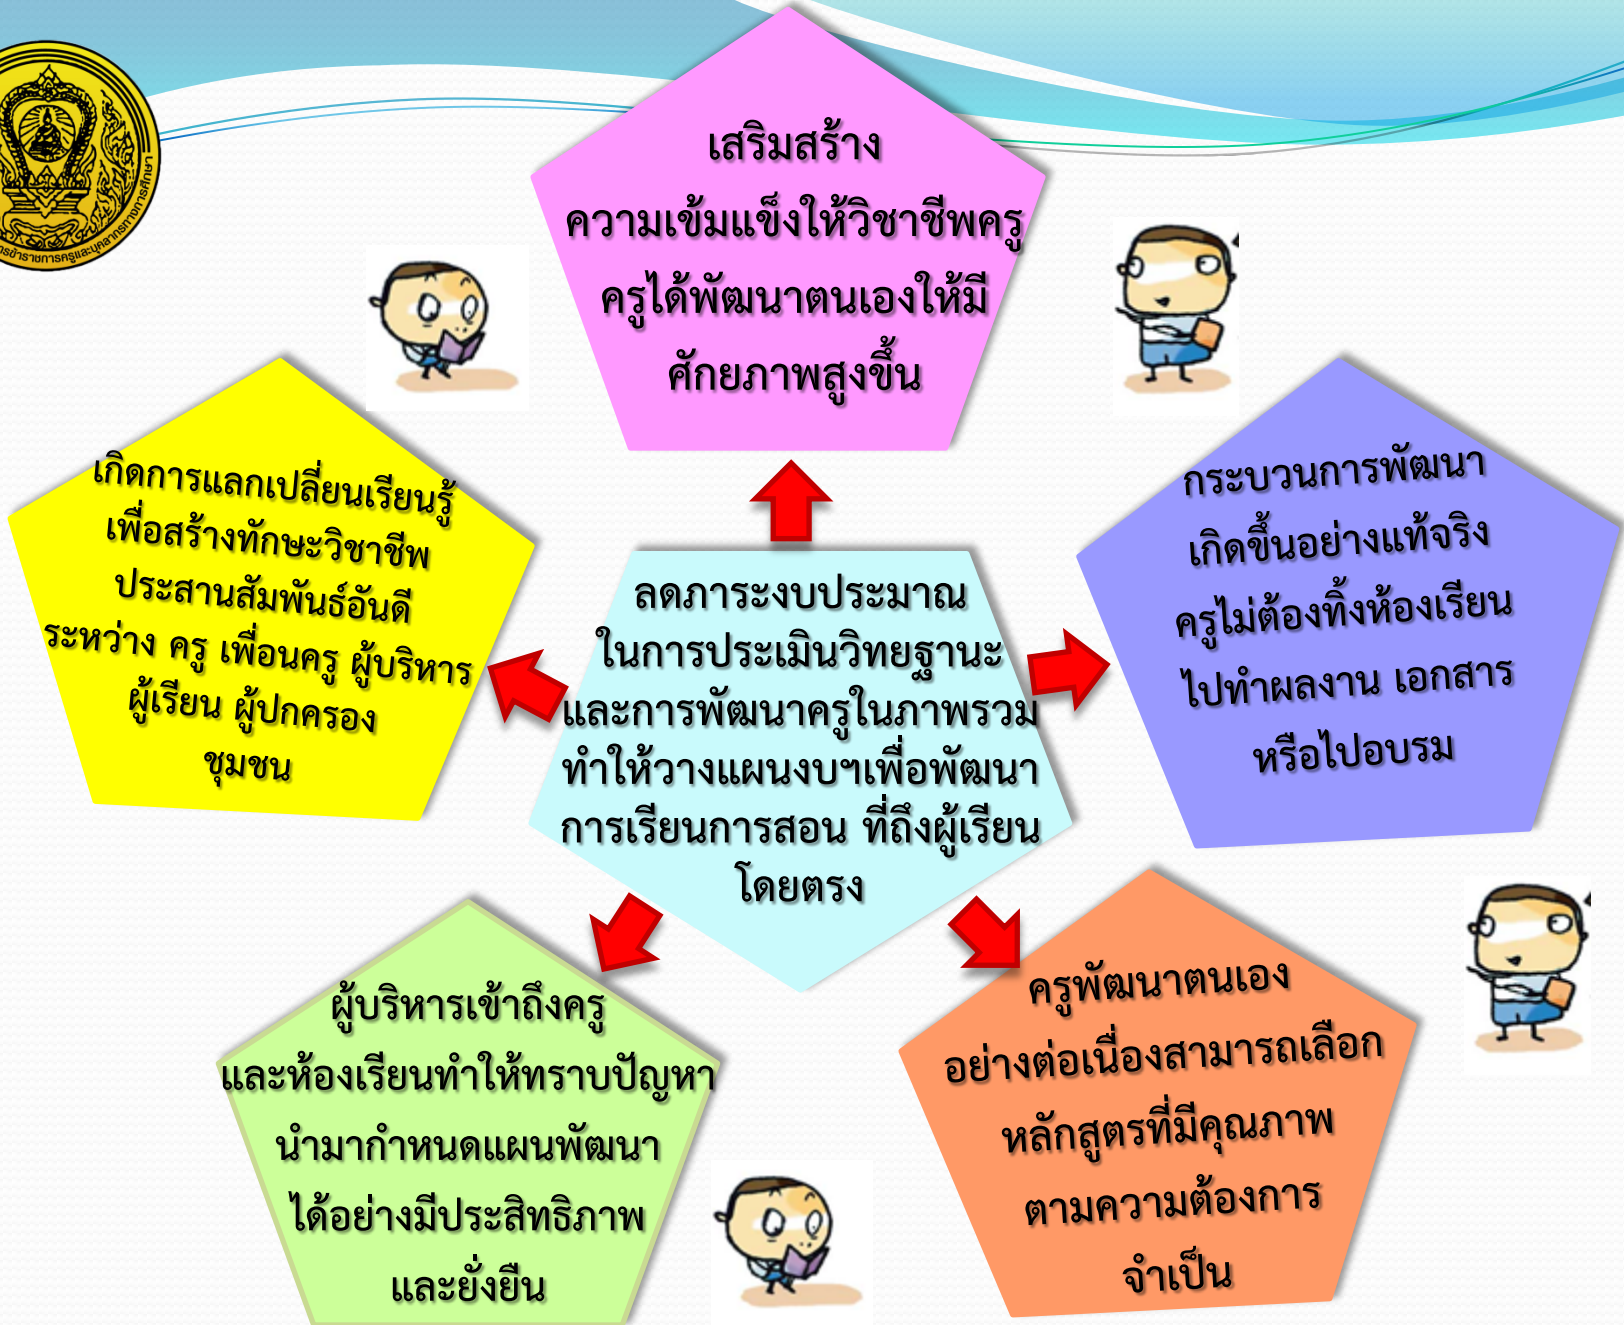 เสริมสร้าง
ความเข้มแข็งให้วิชาชีพครู
ครูได้พัฒนาตนเองให้มี
ศักยภาพสูงขึ้น
เกิดการแลกเปลี่ยนเรียนรู้
เพื่อสร้างทักษะวิชาชีพ
ประสานสัมพันธ์อันดี
ระหว่าง ครู เพื่อนครู ผู้บริหาร
ผู้เรียน ผู้ปกครอง
ชุมชน
กระบวนการพัฒนา
เกิดขึ้นอย่างแท้จริง
ครูไม่ต้องทิ้งห้องเรียน
ไปทำผลงาน เอกสาร
หรือไปอบรม
ลดภาระงบประมาณ
ในการประเมินวิทยฐานะ
และการพัฒนาครูในภาพรวม
ทำให้วางแผนงบฯเพื่อพัฒนา
การเรียนการสอน ที่ถึงผู้เรียน
โดยตรง
ผู้บริหารเข้าถึงครู
และห้องเรียนทำให้ทราบปัญหา
นำมากำหนดแผนพัฒนา
ได้อย่างมีประสิทธิภาพ
และยั่งยืน
ครูพัฒนาตนเอง
อย่างต่อเนื่องสามารถเลือก
หลักสูตรที่มีคุณภาพ
ตามความต้องการ
จำเป็น